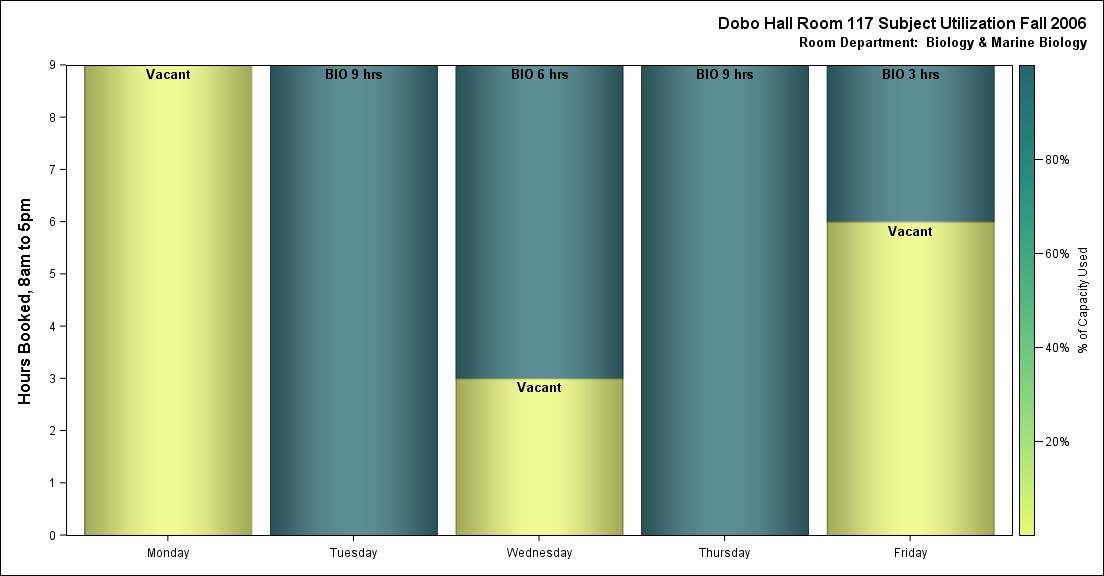 Dobo Hall Room 117 Subject Utilization Fall 2006
Room Department:  Biology & Marine Biology
Hours Booked, 8am to 5pm
9
8
7
6
5
4
3
2
1
0
Vacant
BIO 9 hrs
BIO 6 hrs
BIO 9 hrs
BIO 3 hrs
Vacant
Vacant
Monday
Tuesday
Wednesday
Thursday
Friday
80%
60%
40%
20%
% of Capacity Used